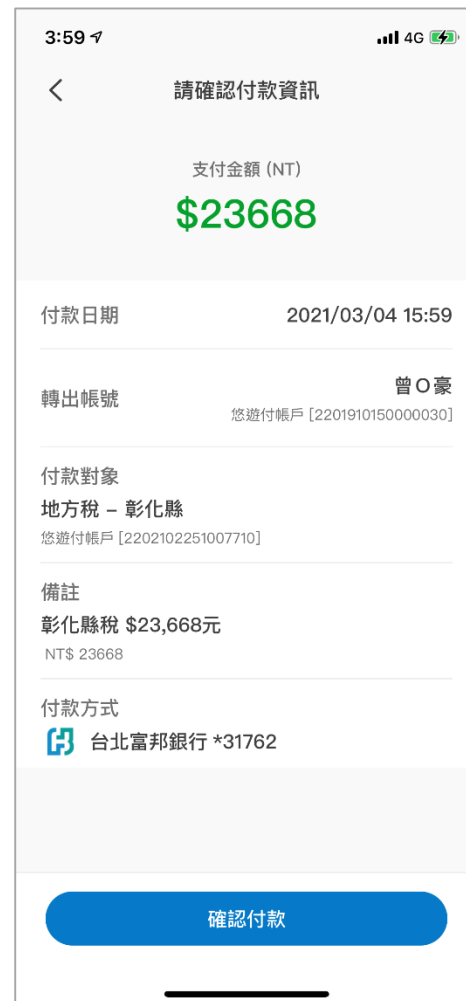 3:59
4G
請確認付款資訊
支付金額 (NT)
$23668
付款日期 2021/03/04 15:59
曾O豪
轉出帳號
悠遊付帳戶 [2201910150000030]
付款對象
地方稅 – 彰化縣
悠遊付帳戶 [2202102251007710]
備註
彰化縣稅 $23,668元
NT$ 23668
付款方式
台北富邦銀行 *31762
確認付款